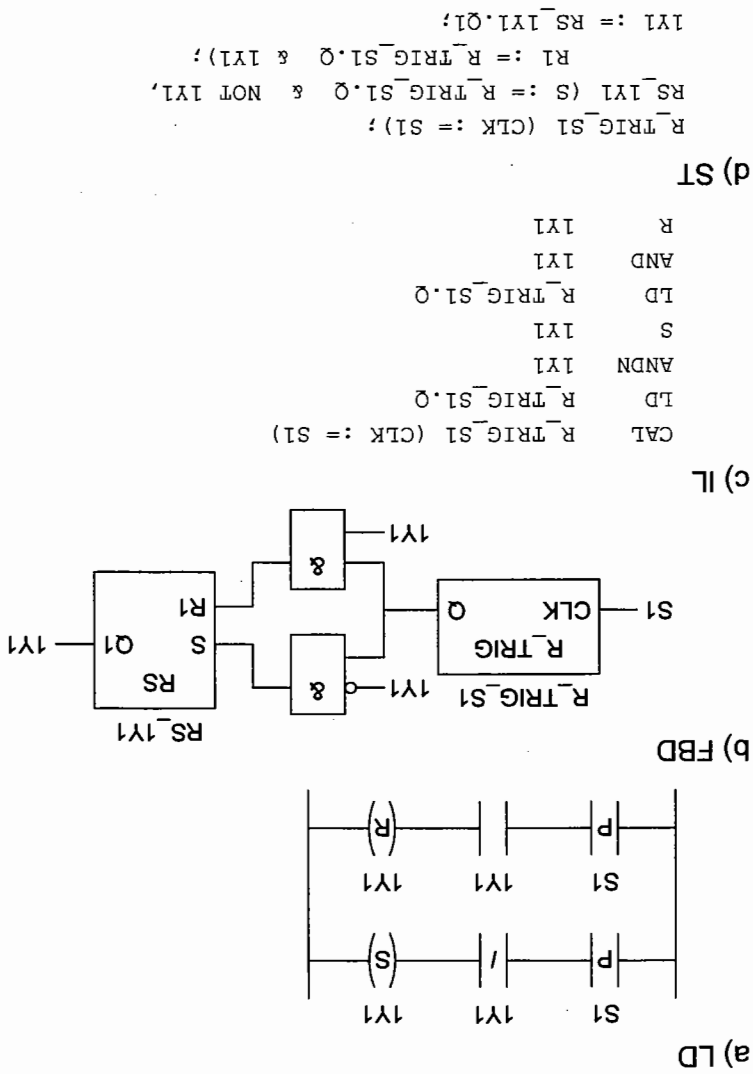 a) LD
S1 1Y1 1Y1
P / (S)
S1 1Y1 1Y1
P (R)
b) FBD
R_TRIG_S1 RS_1Y1
R_TRIG RS
1Y1 & S Q1 1Y1
S1 CLK Q & R1
1Y1
c) IL
CAL R_TRIG_S1 (CLK := S1)
LD R_TRIG_S1.Q
ANDN 1Y1
S 1Y1
LD R_TRIG_S1.Q
AND 1Y1
R 1Y1
d) ST
R_TRIG_S1 (CLK := S1);
RS_1Y1 (S := R_TRIG_S1.Q & NOT 1Y1,
R1 := R_TRIG_S1.Q & 1Y1);
1Y1 := RS_1Y1.Q1;